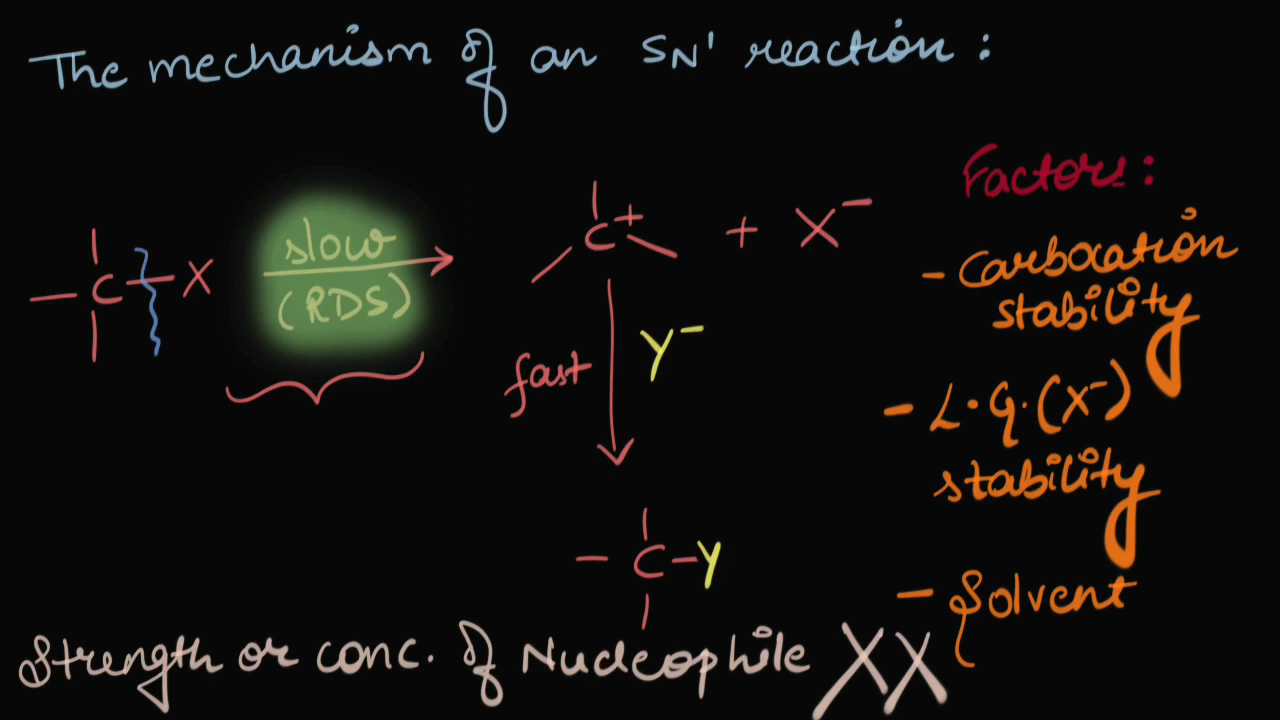 The mechanism of an SN¹ reaction :
Factors :
C — X
slow
(RDS)
C⁺ + X⁻
- Carbocation
stability
fast
Y⁻
- L.G.(X⁻)
stability
- C - Y
- Solvent
Strength or conc. of Nucleophile XX